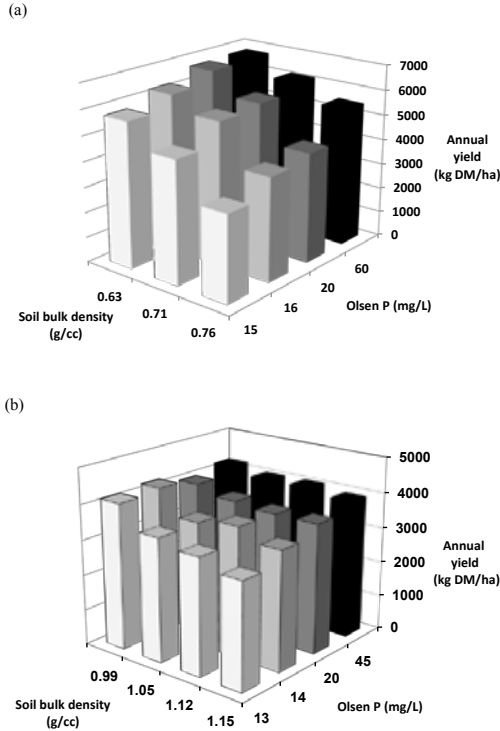 (a)
7000
6000
5000
4000
3000
2000
1000
0
Annual
yield
(kg DM/ha)
60
20
16
15
Olsen P (mg/L)
0.63
0.71
0.76
Soil bulk density
(g/cc)
(b)
5000
4000
3000
2000
1000
0
Annual
yield
(kg DM/ha)
45
20
14
13
Olsen P (mg/L)
0.99
1.05
1.12
1.15
Soil bulk density
(g/cc)